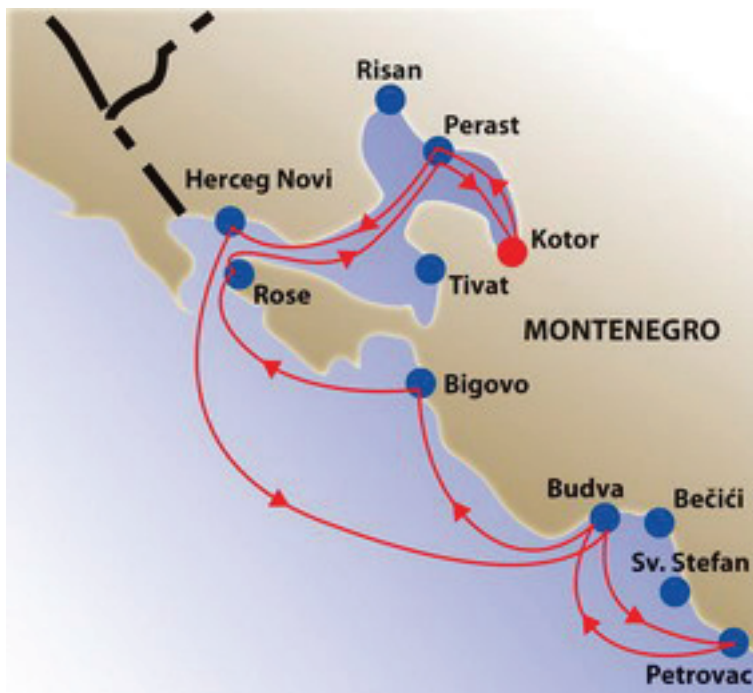 Risan
Perast
Herceg Novi
Kotor
Rose
Tivat
MONTENEGRO
Bigovo
Budva
Bečići
Sv. Stefan
Petrovac